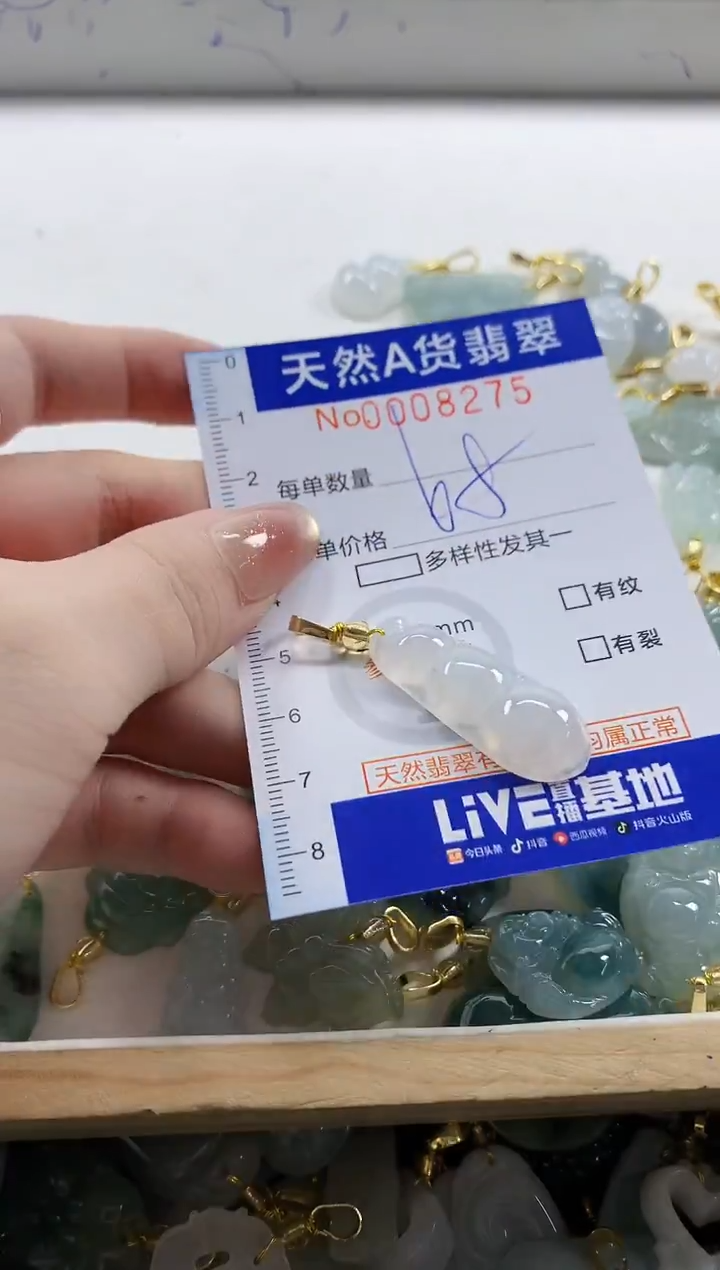 天然A货翡翠
No0008275
每单数量
68
单价格
多样性发其一
有纹
mm
有裂
天然翡翠有
均属正常
LiVE直播基地
今日头条 抖音 西瓜视频 抖音火山版
0
1
2
5
6
7
8